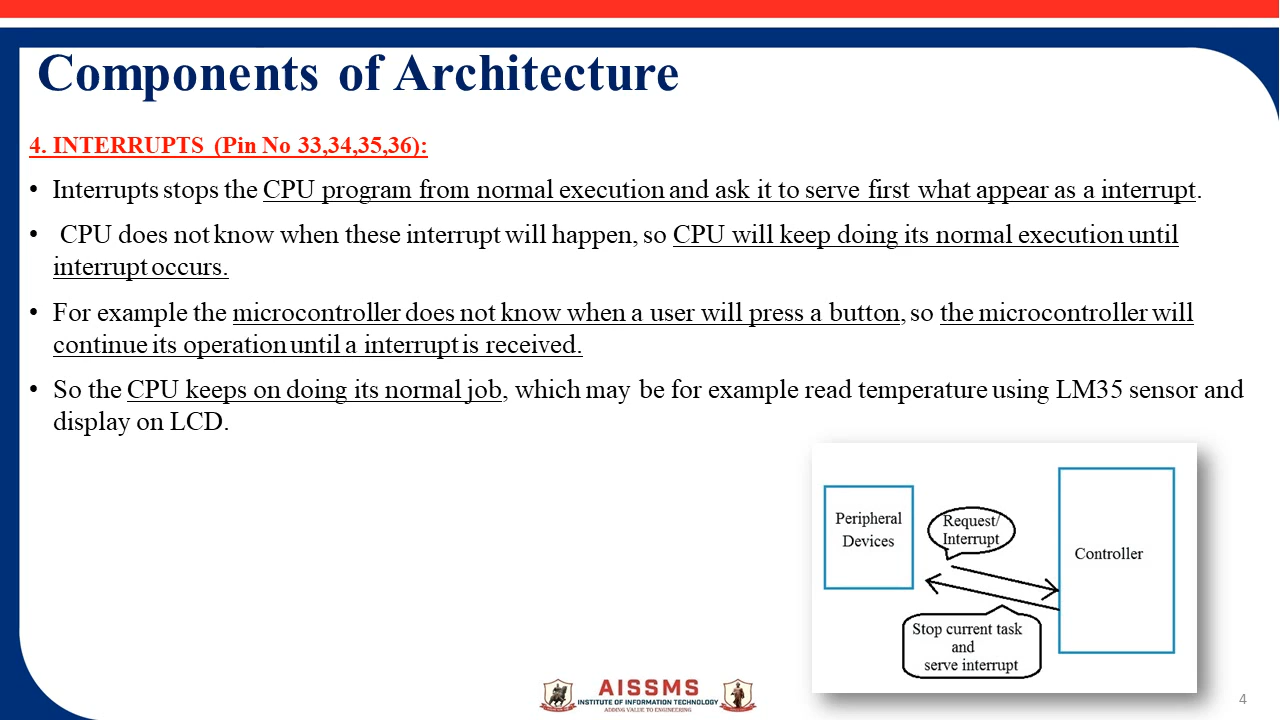 Components of Architecture
4. INTERRUPTS (Pin No 33,34,35,36):
• Interrupts stops the CPU program from normal execution and ask it to serve first what appear as a interrupt.
• CPU does not know when these interrupt will happen, so CPU will keep doing its normal execution until
interrupt occurs.
• For example the microcontroller does not know when a user will press a button, so the microcontroller will
continue its operation until a interrupt is received.
• So the CPU keeps on doing its normal job, which may be for example read temperature using LM35 sensor and
display on LCD.
Peripheral
Devices
Request/
Interrupt
Controller
Stop current task
and
serve interrupt
AISSMS
INSTITUTE OF INFORMATION TECHNOLOGY
ADDING VALUE TO ENGINEERING
4